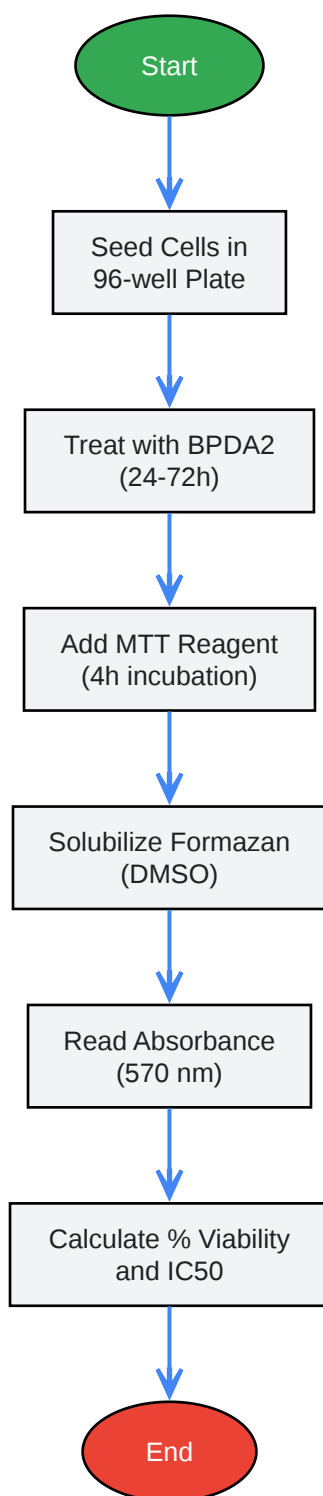 Start
Seed Cells in
96-well Plate
Treat with BPDA2
(24-72h)
Add MTT Reagent
(4h incubation)
Solubilize Formazan
(DMSO)
Read Absorbance
(570 nm)
Calculate % Viability
and IC50
End